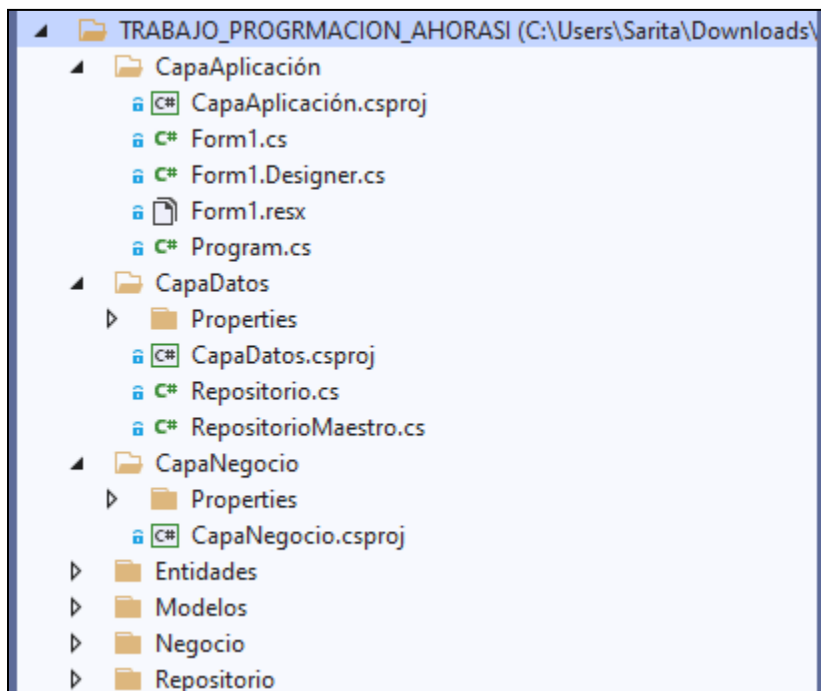 TRABAJO_PROGRMACION_AHORASI (C:\Users\Sarita\Downloads\
CapaAplicación
C# CapaAplicación.csproj
C# Form1.cs
C# Form1.Designer.cs
Form1.resx
C# Program.cs
CapaDatos
Properties
C# CapaDatos.csproj
C# Repositorio.cs
C# RepositorioMaestro.cs
CapaNegocio
Properties
C# CapaNegocio.csproj
Entidades
Modelos
Negocio
Repositorio